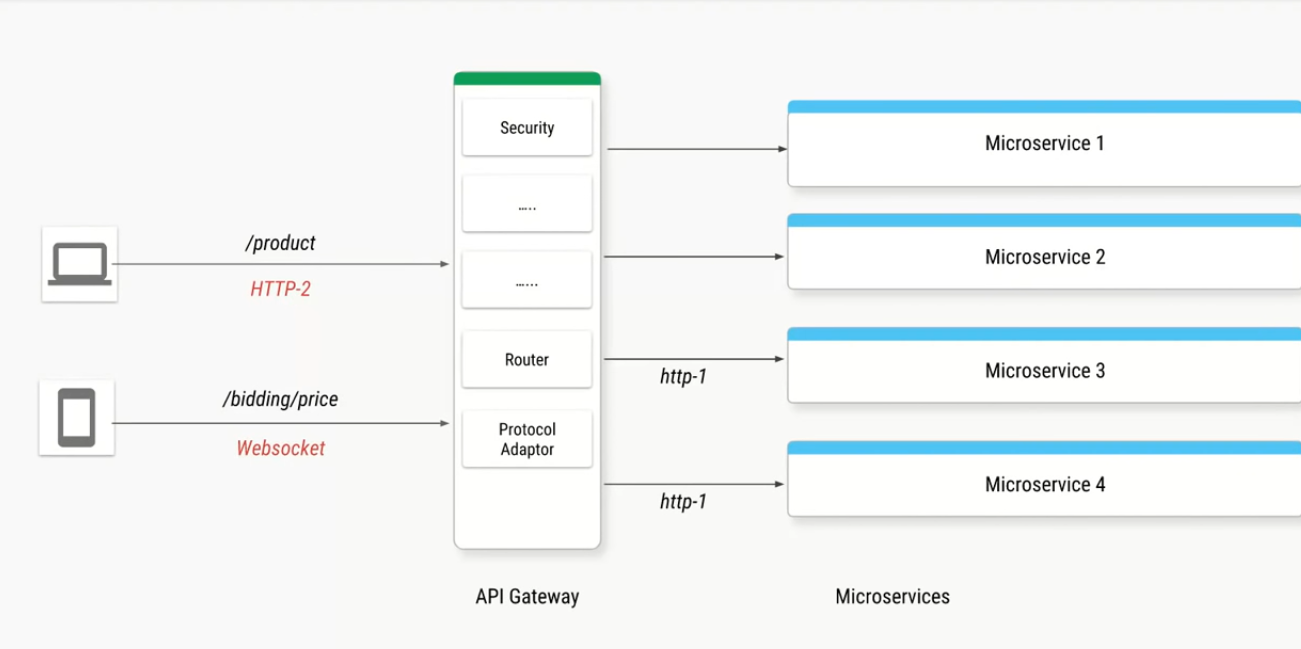 Security
…..
/product
HTTP-2
…...
Router
/bidding/price
Websocket
Protocol
Adaptor
API Gateway
Microservice 1
Microservice 2
Microservice 3
http-1
Microservice 4
http-1
Microservices